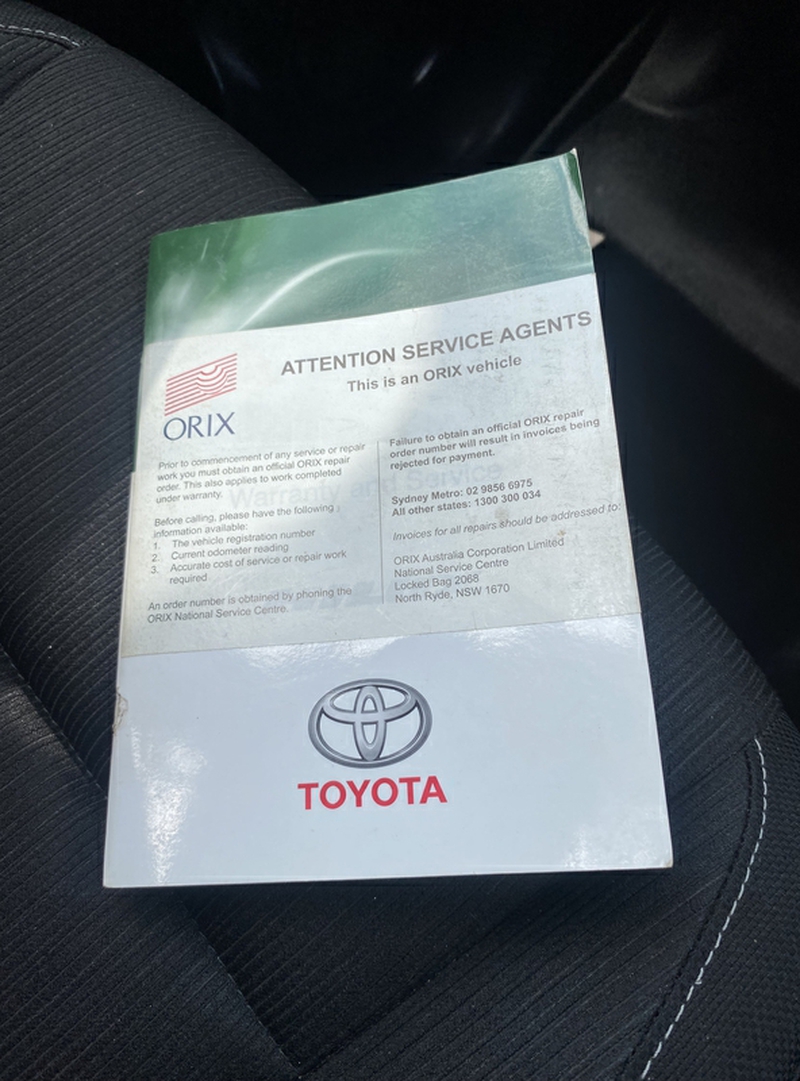 ATTENTION SERVICE AGENTS
This is an ORIX vehicle
ORIX
Prior to commencement of any service or repair
work you must obtain an official ORIX repair
order. This also applies to work completed
under warranty.
Before calling, please have the following
information available:
1. The vehicle registration number
2. Current odometer reading
3. Accurate cost of service or repair work
required
An order number is obtained by phoning the
ORIX National Service Centre.
Failure to obtain an official ORIX repair
order number will result in invoices being
rejected for payment.
Sydney Metro: 02 9856 6975
All other states: 1300 300 034
Invoices for all repairs should be addressed to:
ORIX Australia Corporation Limited
National Service Centre
Locked Bag 2068
North Ryde, NSW 1670
Warranty and Service
TOYOTA